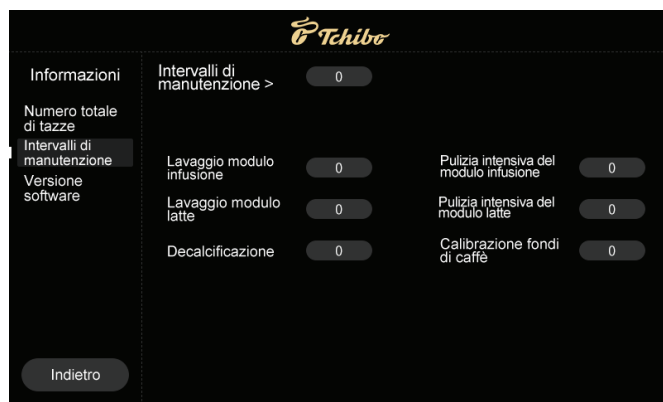 Tchibo
Informazioni
Numero totale
di tazze
Intervalli di
manutenzione
Versione
software
Indietro
Intervalli di
manutenzione >
0
Lavaggio modulo
infusione
0
Pulizia intensiva del
modulo infusione
0
Lavaggio modulo
latte
0
Pulizia intensiva del
modulo latte
0
Decalcificazione
0
Calibrazione fondi
di caffè
0